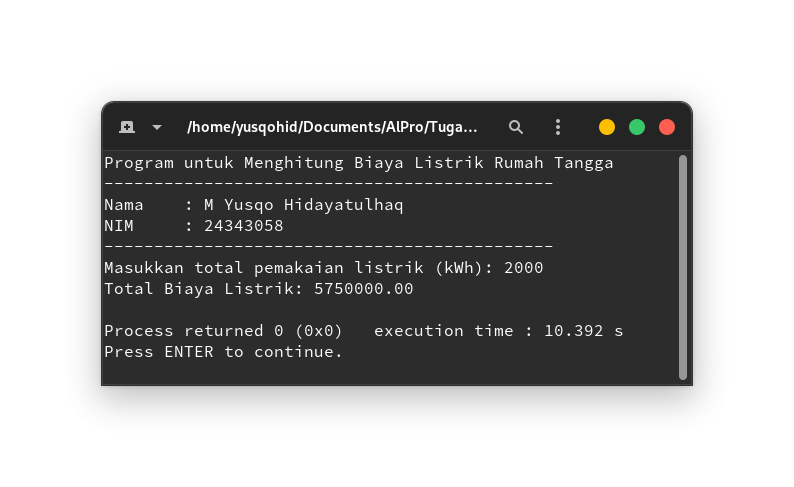 /home/yusqohid/Documents/AlPro/Tuga...
Program untuk Menghitung Biaya Listrik Rumah Tangga
---------------------------------------------
Nama    : M Yusqo Hidayatulhaq
NIM     : 24343058
---------------------------------------------
Masukkan total pemakaian listrik (kWh): 2000
Total Biaya Listrik: 5750000.00
Process returned 0 (0x0)   execution time : 10.392 s
Press ENTER to continue.